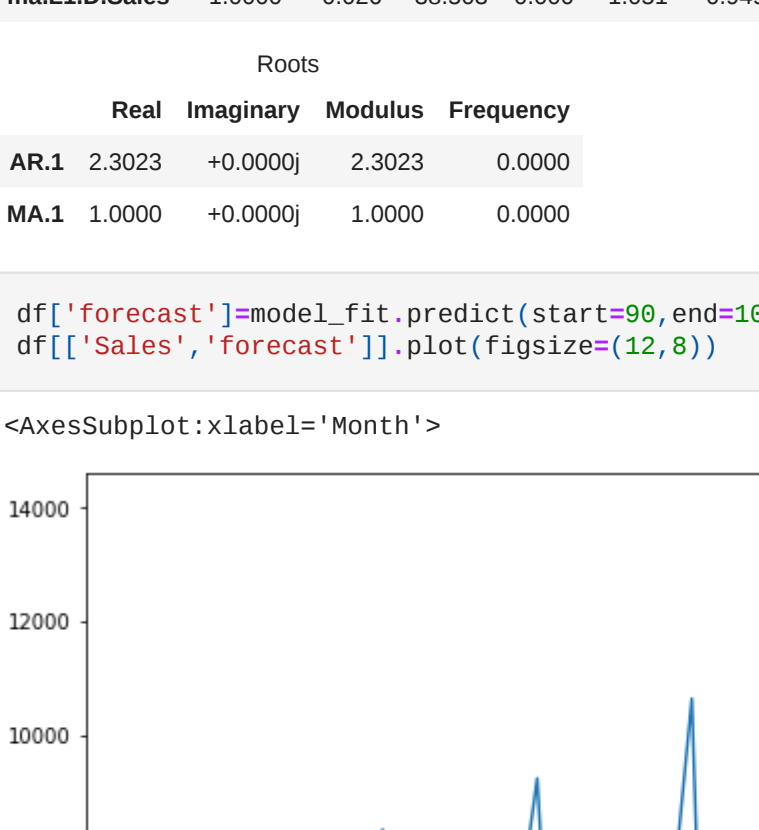 Roots
Real Imaginary Modulus Frequency
AR.1 2.3023 +0.0000j 2.3023 0.0000
MA.1 1.0000 +0.0000j 1.0000 0.0000
df['forecast']=model_fit.predict(start=90,end=10
df[['Sales','forecast']].plot(figsize=(12,8))
<AxesSubplot:xlabel='Month'>
14000
12000
10000